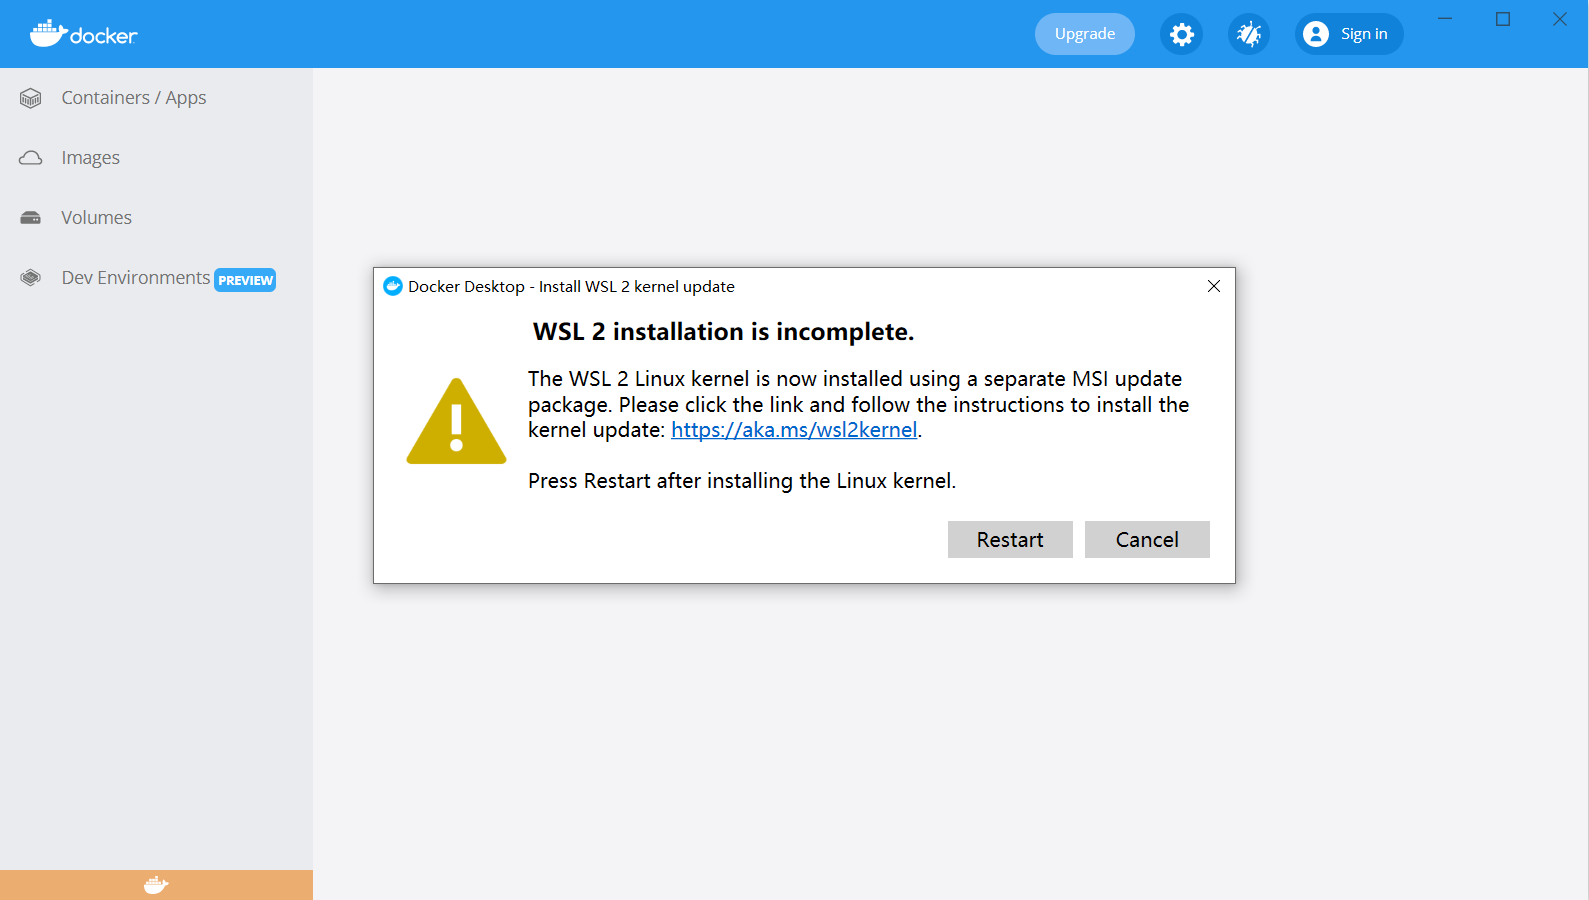 docker
Upgrade
Sign in
Containers / Apps
Images
Volumes
Dev Environments PREVIEW
Docker Desktop - Install WSL 2 kernel update
WSL 2 installation is incomplete.
The WSL 2 Linux kernel is now installed using a separate MSI update
package. Please click the link and follow the instructions to install the
kernel update: https://aka.ms/wsl2kernel.
Press Restart after installing the Linux kernel.
Restart
Cancel